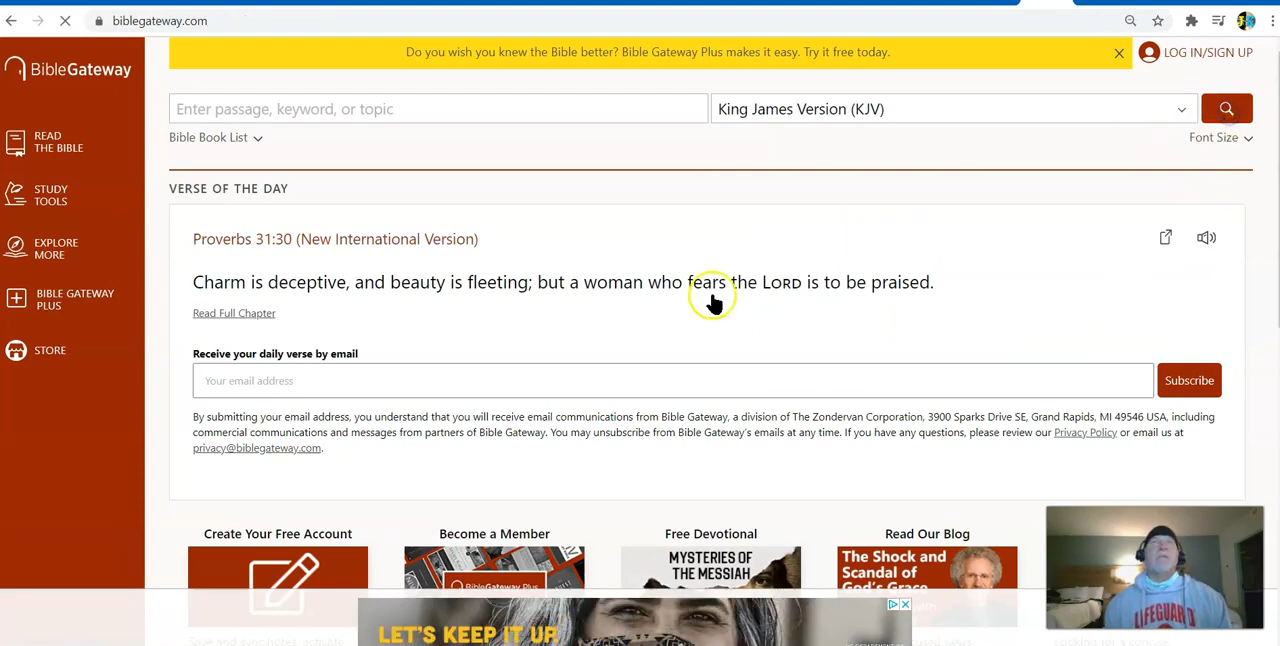 biblegateway.com
Do you wish you knew the Bible better? Bible Gateway Plus makes it easy. Try it free today.
LOG IN/SIGN UP
BibleGateway
Enter passage, keyword, or topic
King James Version (KJV)
Bible Book List
Font Size
READ
THE BIBLE
STUDY
TOOLS
EXPLORE
MORE
BIBLE GATEWAY
PLUS
STORE
VERSE OF THE DAY
Proverbs 31:30 (New International Version)
Charm is deceptive, and beauty is fleeting; but a woman who fears the LORD is to be praised.
Read Full Chapter
Receive your daily verse by email
Your email address
Subscribe
By submitting your email address, you understand that you will receive email communications from Bible Gateway, a division of The Zondervan Corporation, 3900 Sparks Drive SE, Grand Rapids, MI 49546 USA, including
commercial communications and messages from partners of Bible Gateway. You may unsubscribe from Bible Gateway's emails at any time. If you have any questions, please review our Privacy Policy or email us at
privacy@biblegateway.com.
Create Your Free Account
Become a Member
Free Devotional
Read Our Blog
BibleGateway Plus
MYSTERIES OF
THE MESSIAH
The Shock and
Scandal of
God's Grace
LET'S KEEP IT UP
Save and sync notes, activate
LIFEGUARD